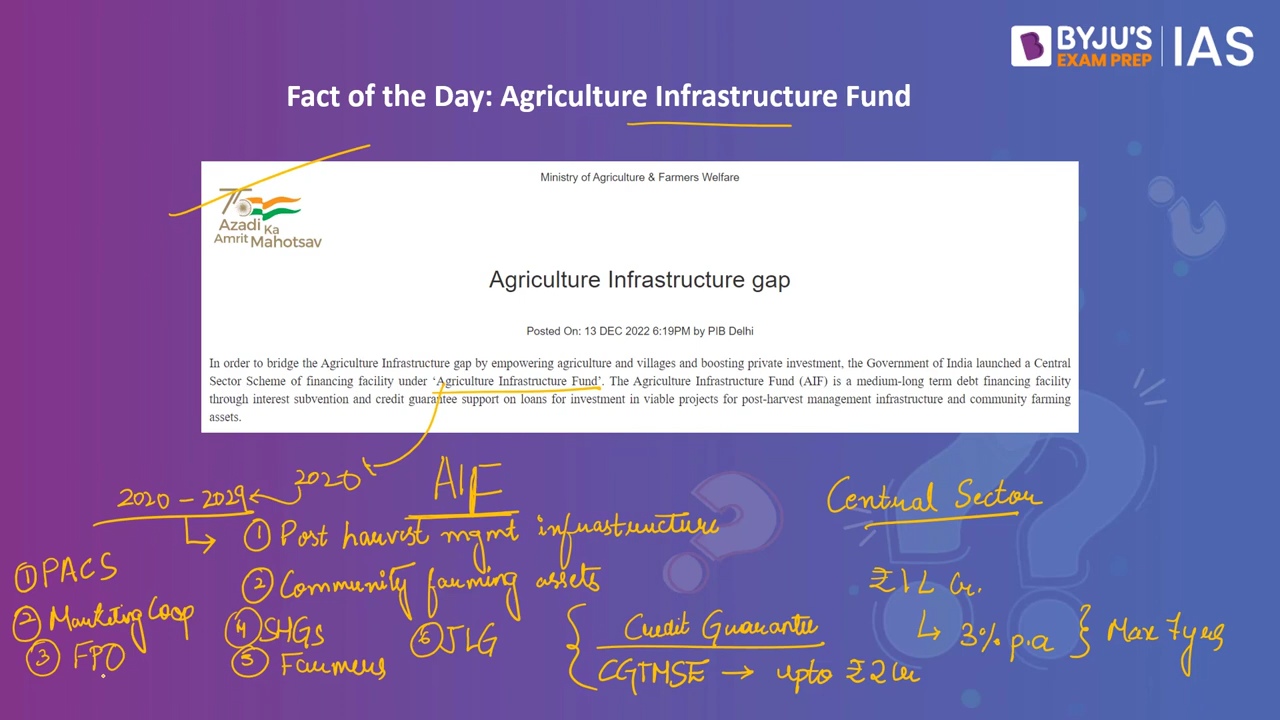 BYJU'S
EXAM PREP
IAS
Fact of the Day: Agriculture Infrastructure Fund
Ministry of Agriculture & Farmers Welfare
75
Azadi Ka
Amrit Mahotsav
Agriculture Infrastructure gap
Posted On: 13 DEC 2022 6:19PM by PIB Delhi
In order to bridge the Agriculture Infrastructure gap by empowering agriculture and villages and boosting private investment, the Government of India launched a Central
Sector Scheme of financing facility under ‘Agriculture Infrastructure Fund’. The Agriculture Infrastructure Fund (AIF) is a medium-long term debt financing facility
through interest subvention and credit guarantee support on loans for investment in viable projects for post-harvest management infrastructure and community farming
assets.
2020 - 2029 ← 2020
AIF
① Post harvest mgmt infrastructure
② Community farming assets
① PACS
② Marketing Coop
③ FPO
④ SHGs
⑤ Farmers
⑥ JLG
Central Sector
₹1 L Cr.
↳ 3% p.a } Max 7 yrs
{ Credit Guarantee
CGTMSE → upto ₹2 Cr